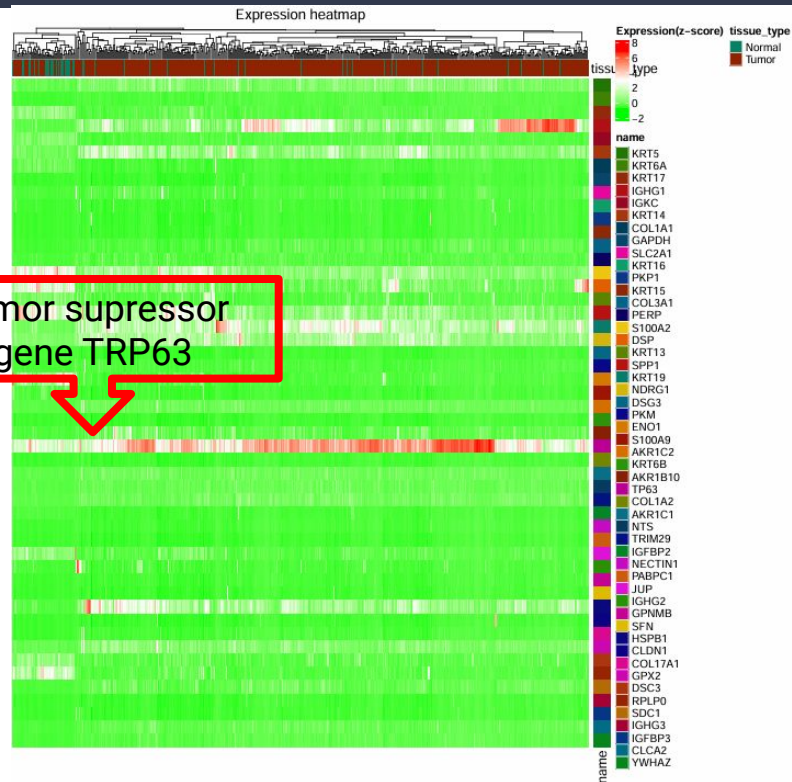 Expression heatmap
Expression(z-score)
8
6
4
2
0
−2
tissue_type
Normal
Tumor
tissue_type
name
KRT5
KRT6A
KRT17
IGHG1
IGKC
KRT14
COL1A1
GAPDH
SLC2A1
KRT16
PKP1
KRT15
COL3A1
PERP
S100A2
DSP
KRT13
SPP1
KRT19
NDRG1
DSG3
PKM
ENO1
S100A9
AKR1C2
KRT6B
AKR1B10
TP63
COL1A2
AKR1C1
NTS
TRIM29
IGFBP2
NECTIN1
PABPC1
JUP
IGHG2
GPNMB
SFN
HSPB1
CLDN1
COL17A1
GPX2
DSC3
RPLP0
SDC1
IGHG3
IGFBP3
CLCA2
YWHAZ
mor supressor
gene TRP63
name